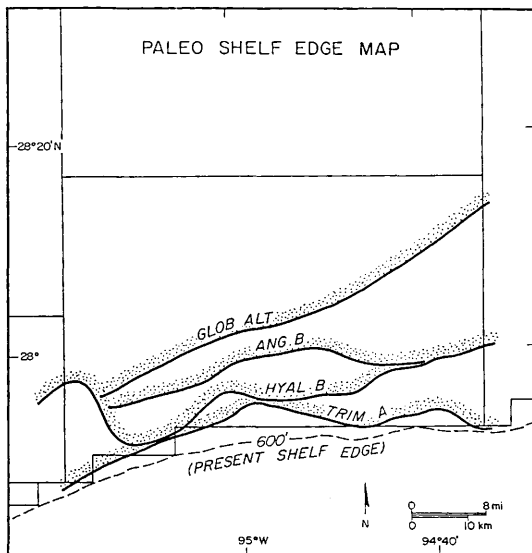 PALEO SHELF EDGE MAP
28°20'N
GLOB ALT.
ANG. B
28°
HYAL. B
TRIM. A
600'
(PRESENT SHELF EDGE)
0 8 mi
0 10 km
N
95°W
94°40'